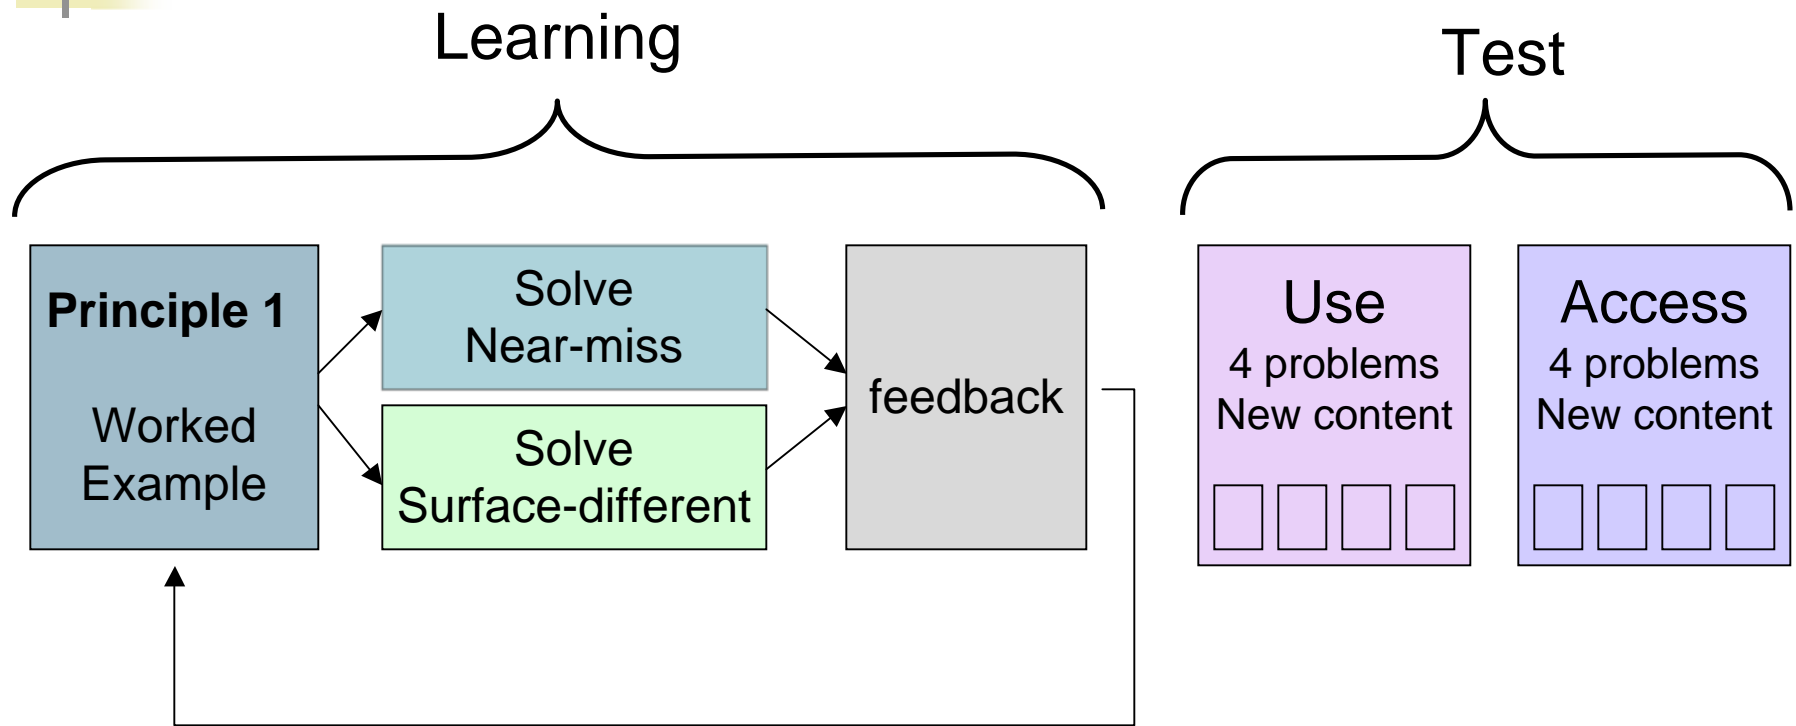 Learning
Test
Principle 1
Worked
Example
Solve
Near-miss
Solve
Surface-different
feedback
Use
4 problems
New content
Access
4 problems
New content